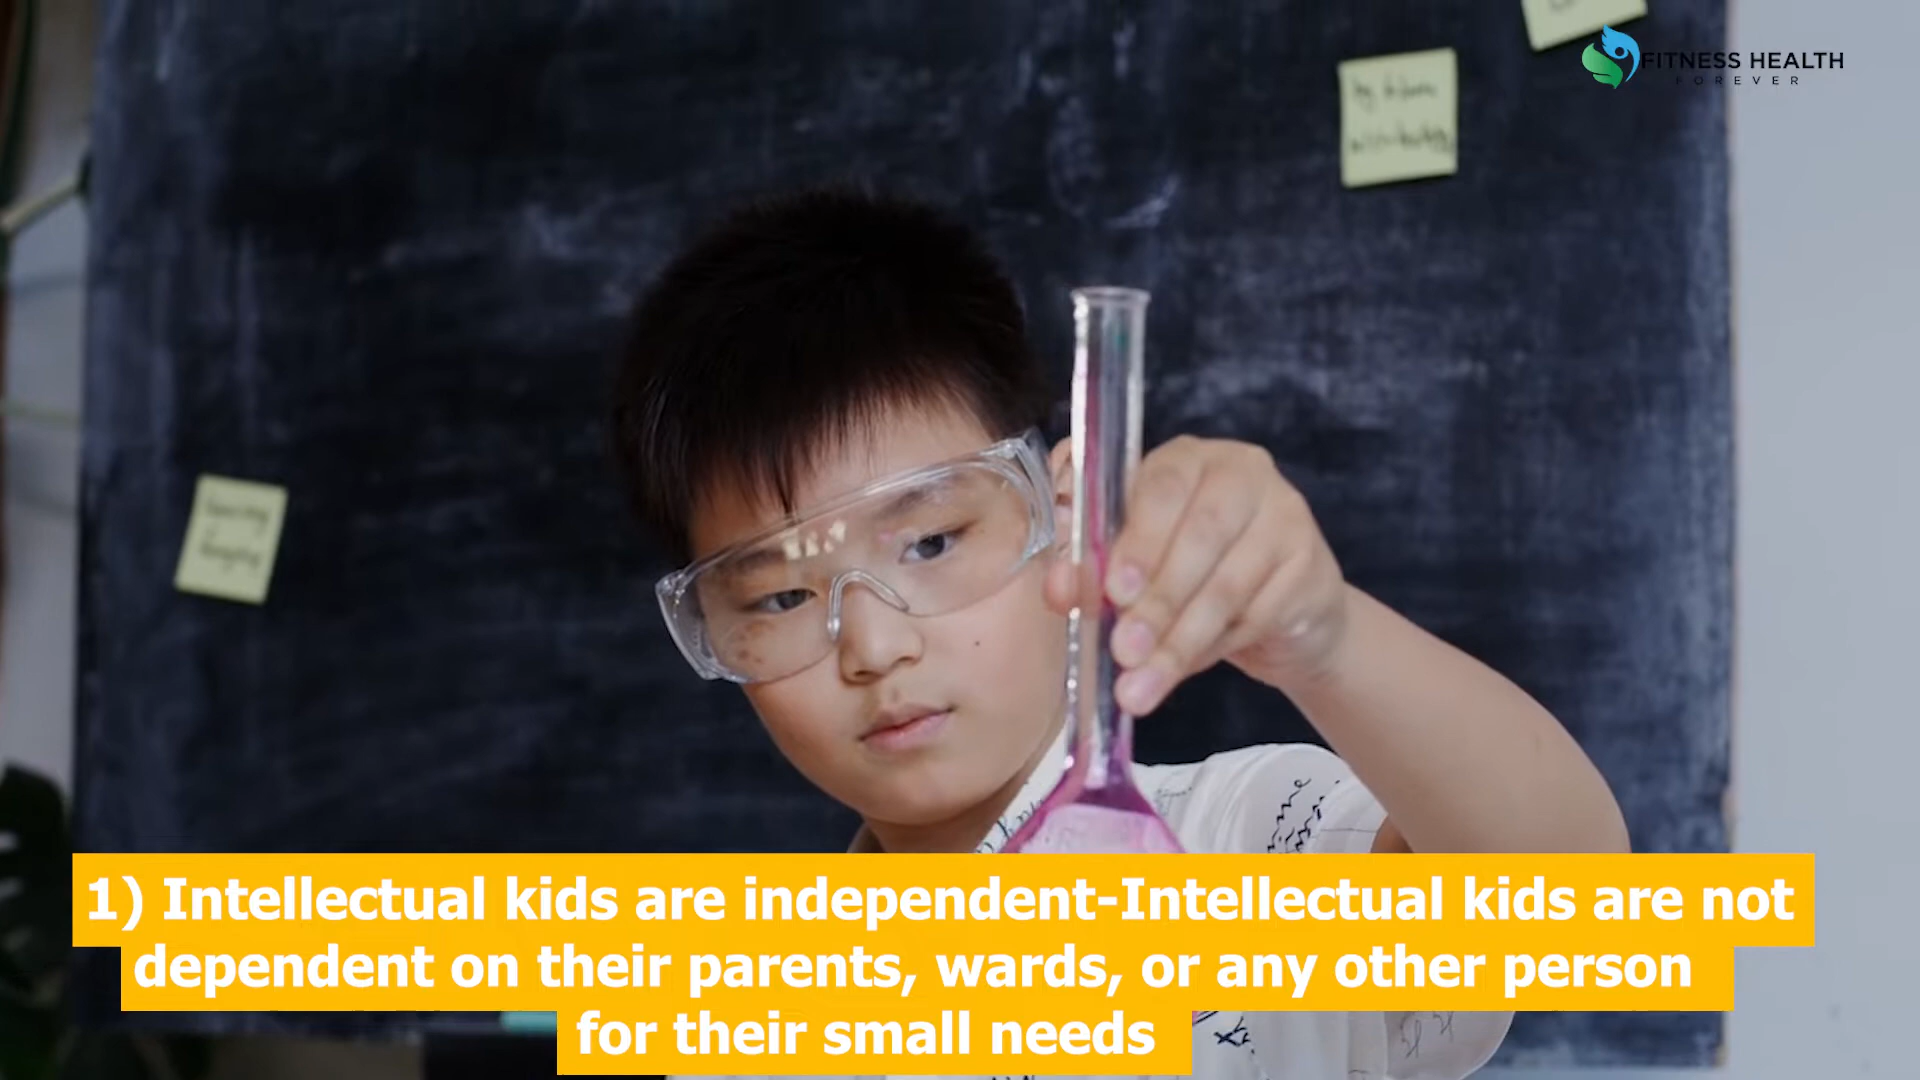 FITNESS HEALTH
FOREVER
1) Intellectual kids are independent-Intellectual kids are not
dependent on their parents, wards, or any other person
for their small needs